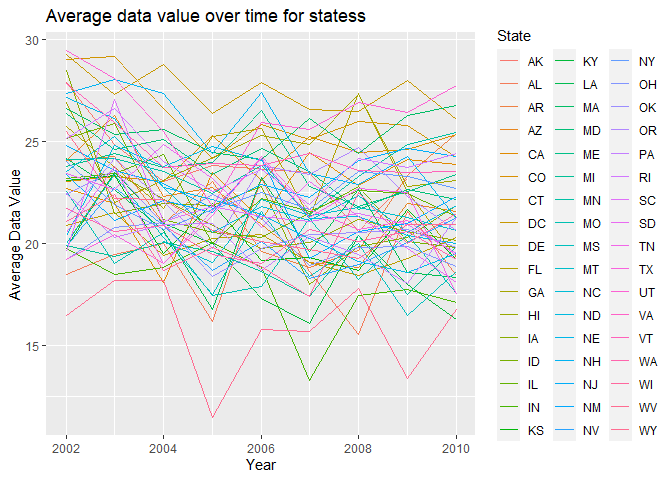 Average data value over time for statess
30
25
20
15
Average Data Value
2002
2004
2006
2008
2010
Year
State
AK
AL
AR
AZ
CA
CO
CT
DC
DE
FL
GA
HI
IA
ID
IL
IN
KS
KY
LA
MA
MD
ME
MI
MN
MO
MS
MT
NC
ND
NE
NH
NJ
NM
NV
NY
OH
OK
OR
PA
RI
SC
SD
TN
TX
UT
VA
VT
WA
WI
WV
WY